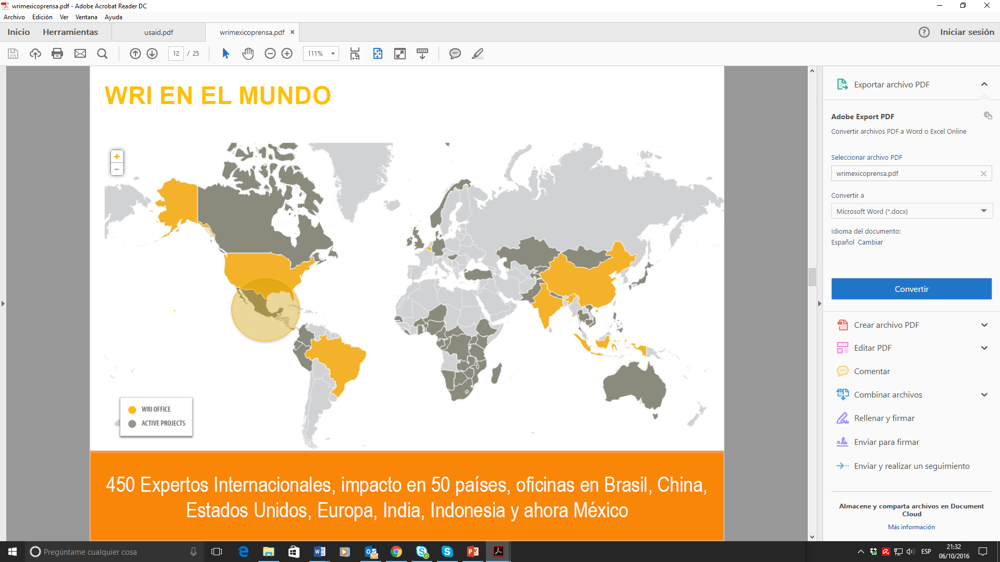 wrimexicoprensa.pdf - Adobe Acrobat Reader DC
Archivo Edición Ver Ventana Ayuda
Inicio Herramientas usaid.pdf wrimexicoprensa.pdf × Iniciar sesión
12 / 25 111%
WRI EN EL MUNDO
WRI OFFICE
ACTIVE PROJECTS
450 Expertos Internacionales, impacto en 50 países, oficinas en Brasil, China,
Estados Unidos, Europa, India, Indonesia y ahora México
Exportar archivo PDF
Adobe Export PDF
Convertir archivos PDF a Word o Excel Online
Seleccionar archivo PDF
wrimexicoprensa.pdf
Convertir a
Microsoft Word (*.docx)
Idioma del documento:
Español Cambiar
Convertir
Crear archivo PDF
Editar PDF
Comentar
Combinar archivos
Rellenar y firmar
Enviar para firmar
Enviar y realizar un seguimiento
Almacene y comparta archivos en Document
Cloud
Más información
Pregúntame cualquier cosa
ESP
21:32
06/10/2016